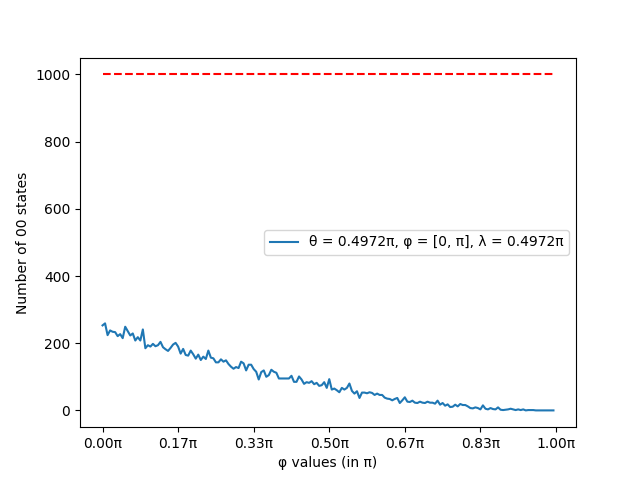 1000
800
600
400
200
0
Number of 00 states
θ = 0.4972π, φ = [0, π], λ = 0.4972π
0.00π 0.17π 0.33π 0.50π 0.67π 0.83π 1.00π
φ values (in π)